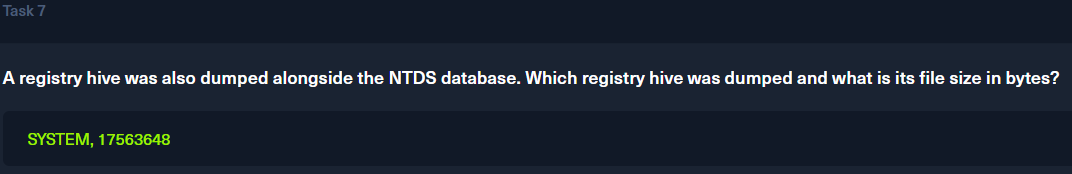 Task 7
A registry hive was also dumped alongside the NTDS database. Which registry hive was dumped and what is its file size in bytes?
SYSTEM, 17563648